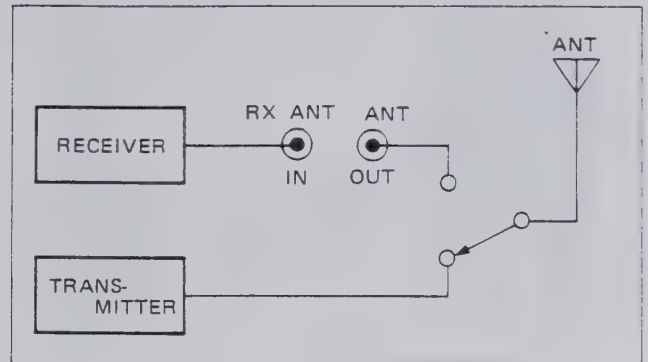 ANT
RX ANT
ANT
RECEIVER
IN
OUT
TRANS-
MITTER